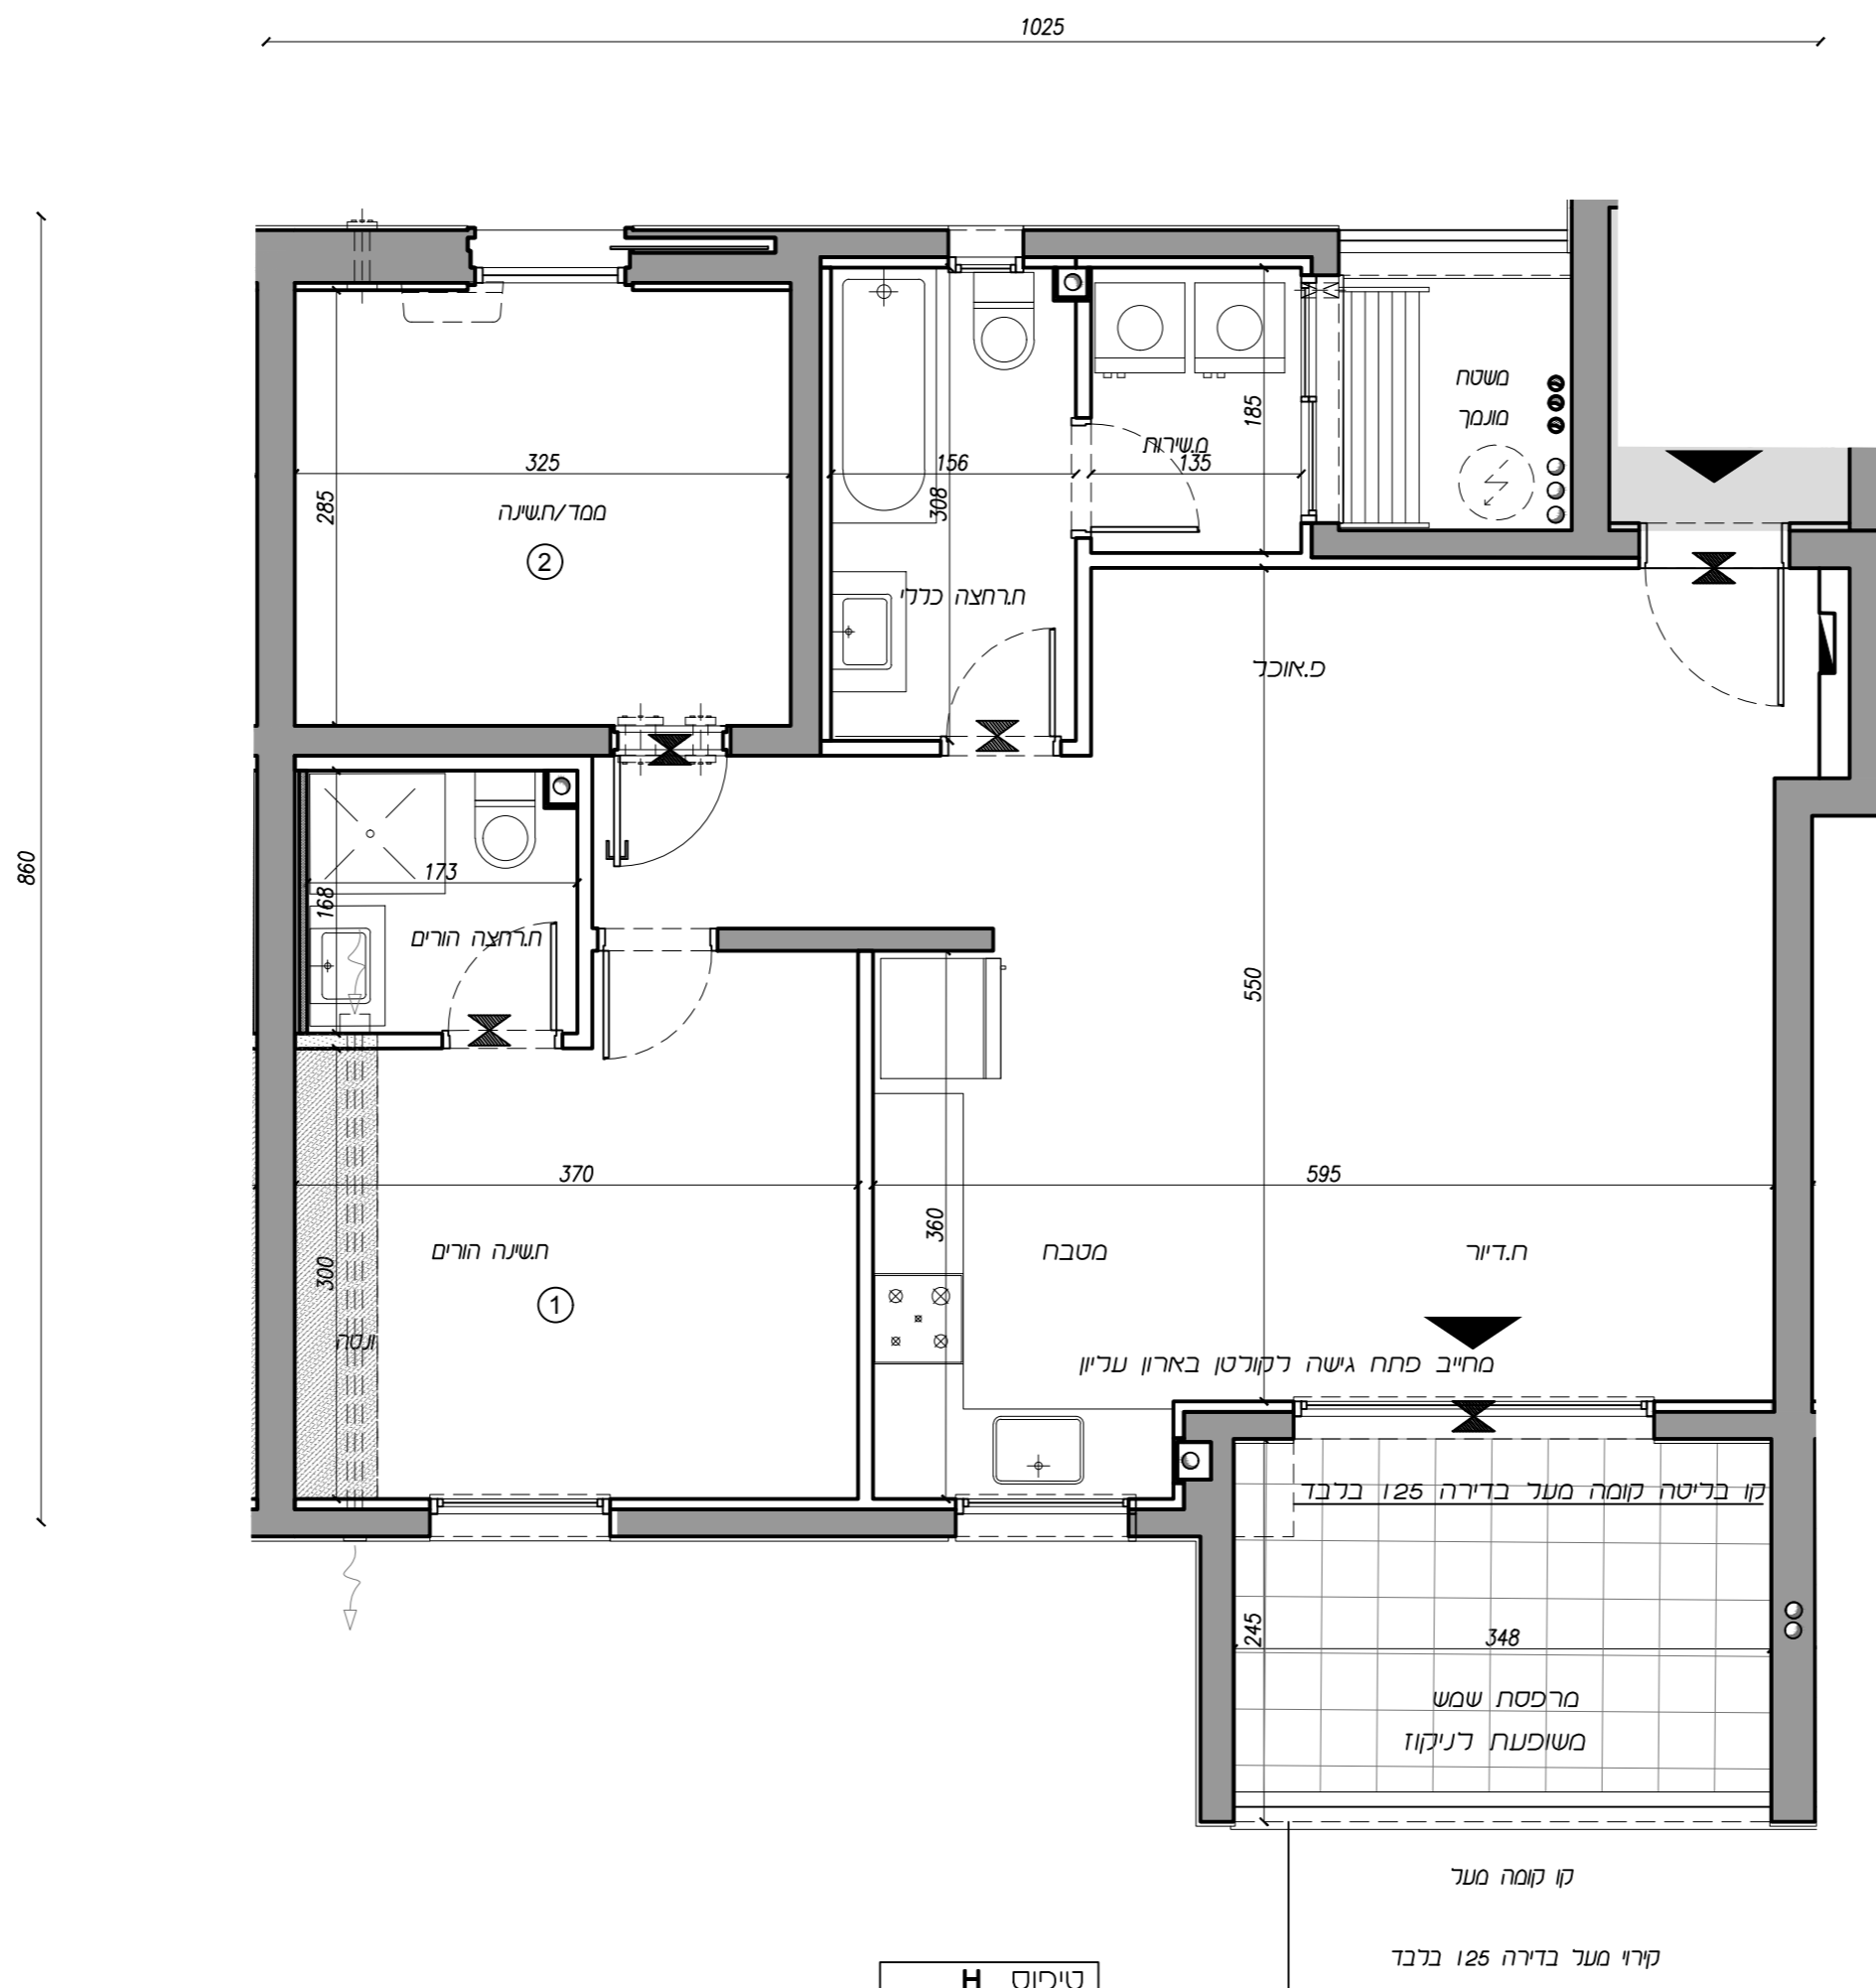 1025
860
משטח
מונמך
185
מ.שירות
135
156
308
325
285
ממד/ח.שינה
2
ח.רחצה כללי
פ.אוכל
173
168
ח.רחצה הורים
550
595
370
360
300
ח.דיור
מטבח
ח.שינה הורים
1
ונטה
מחייב פתח גישה לקולטן בארון עליון
קו בליטה קומה מעל בדירה 125 בלבד
245
348
מרפסת שמש
משופעת לניקוז
קו קומה מעל
קירוי מעל בדירה 125 בלבד
טיפוס H